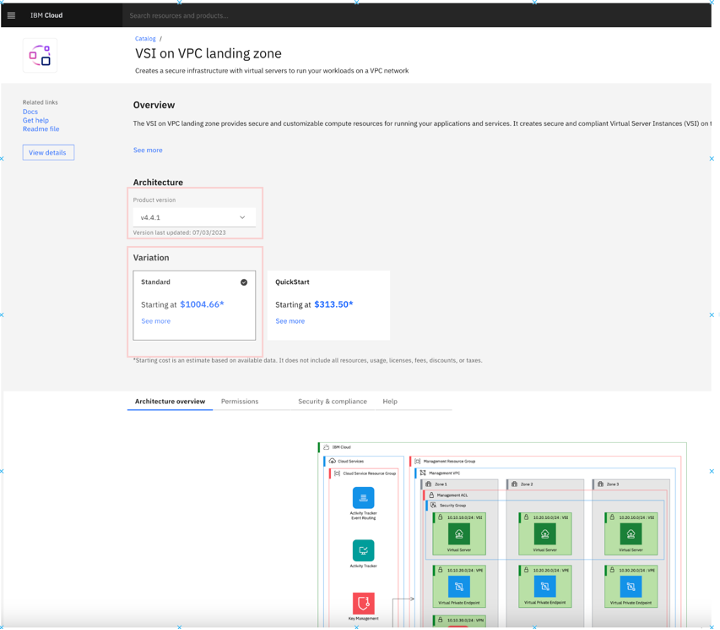 IBM Cloud
Search resources and products...
Catalog /
VSI on VPC landing zone
Creates a secure infrastructure with virtual servers to run your workloads on a VPC network
Related links
Docs
Get help
Readme file
View details
Overview
The VSI on VPC landing zone provides secure and customizable compute resources for running your applications and services. It creates secure and compliant Virtual Server Instances (VSI) on
See more
Architecture
Product version
v4.4.1
Version last updated: 07/03/2023
Variation
Standard
Starting at $1004.66*
See more
QuickStart
Starting at $313.50*
See more
*Starting cost is an estimate based on available data. It does not include all resources, usage, licenses, fees, discounts, or taxes.
Architecture overview
Permissions
Security & compliance
Help
IBM Cloud
Cloud Services
Cloud Service Resource Group
Activity Tracker
Event Routing
Activity Tracker
Key Management
Management Resource Group
Management VPC
Zone 1
Zone 2
Zone 3
Management ACL
Security Group
10.10.10.0/24 : VSI
Virtual Server
10.20.10.0/24 : VSI
Virtual Server
10.30.10.0/24 : VSI
Virtual Server
10.10.20.0/24 : VPE
Virtual Private Endpoint
10.20.20.0/24 : VPE
Virtual Private Endpoint
10.30.20.0/24 : VPE
Virtual Private Endpoint
10.10.30.0/24 : VPN